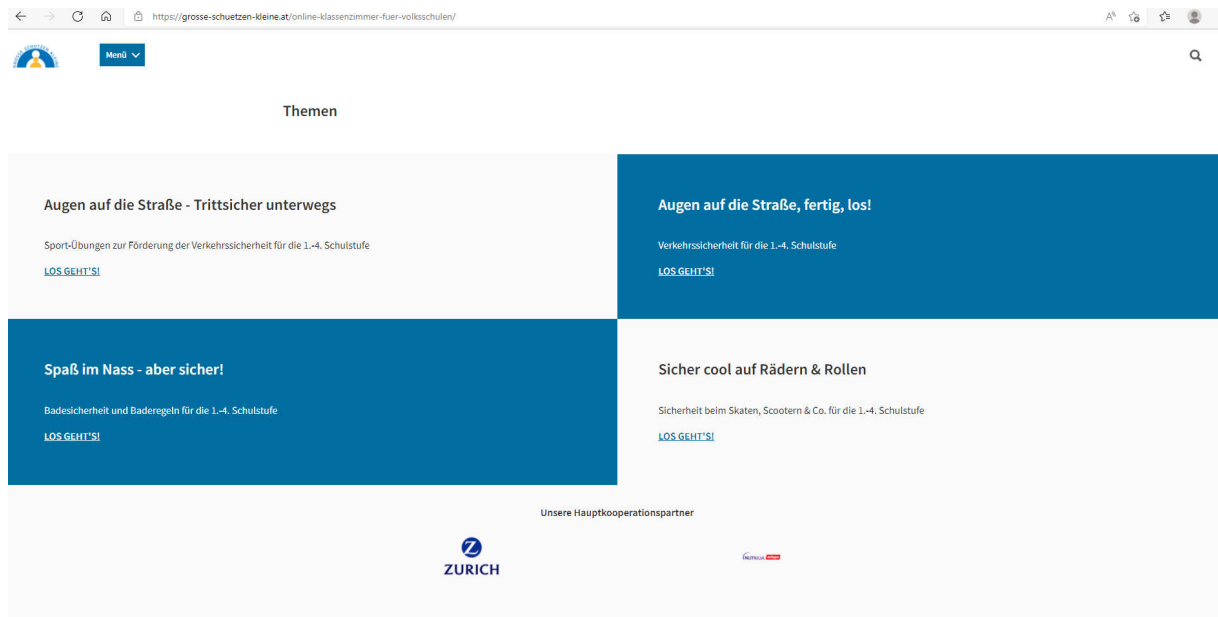 https://grosse-schuetzen-kleine.at/online-klassenzimmer-fuer-volksschulen/
Menü
Themen
Augen auf die Straße - Trittsicher unterwegs
Sport-Übungen zur Förderung der Verkehrssicherheit für die 1.-4. Schulstufe
LOS GEHT'S!
Augen auf die Straße, fertig, los!
Verkehrssicherheit für die 1.-4. Schulstufe
LOS GEHT'S!
Spaß im Nass - aber sicher!
Badesicherheit und Baderegeln für die 1.-4. Schulstufe
LOS GEHT'S!
Sicher cool auf Rädern & Rollen
Sicherheit beim Skaten, Scootern & Co. für die 1.-4. Schulstufe
LOS GEHT'S!
Unsere Hauptkooperationspartner
Z
ZURICH